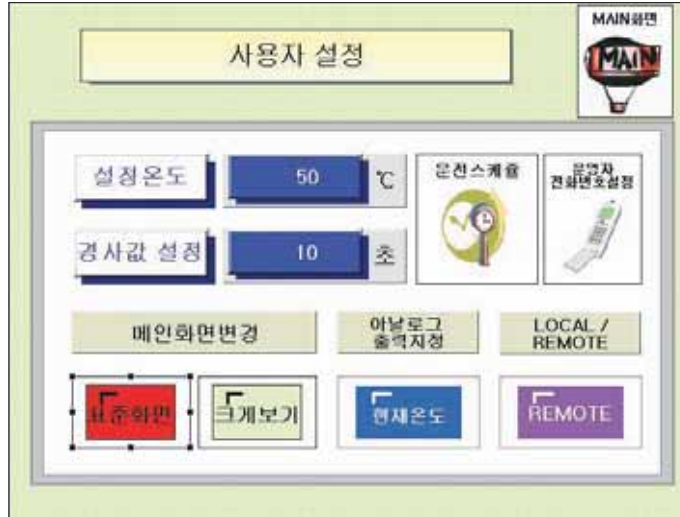 MAIN화면
MAIN
사용자 설정
설정온도 50 ℃
운전스케쥴
운영자
전화번호설정
경사값 설정 10 초
메인화면변경
아날로그
출력지정
LOCAL /
REMOTE
표준화면
크게보기
현재온도
REMOTE